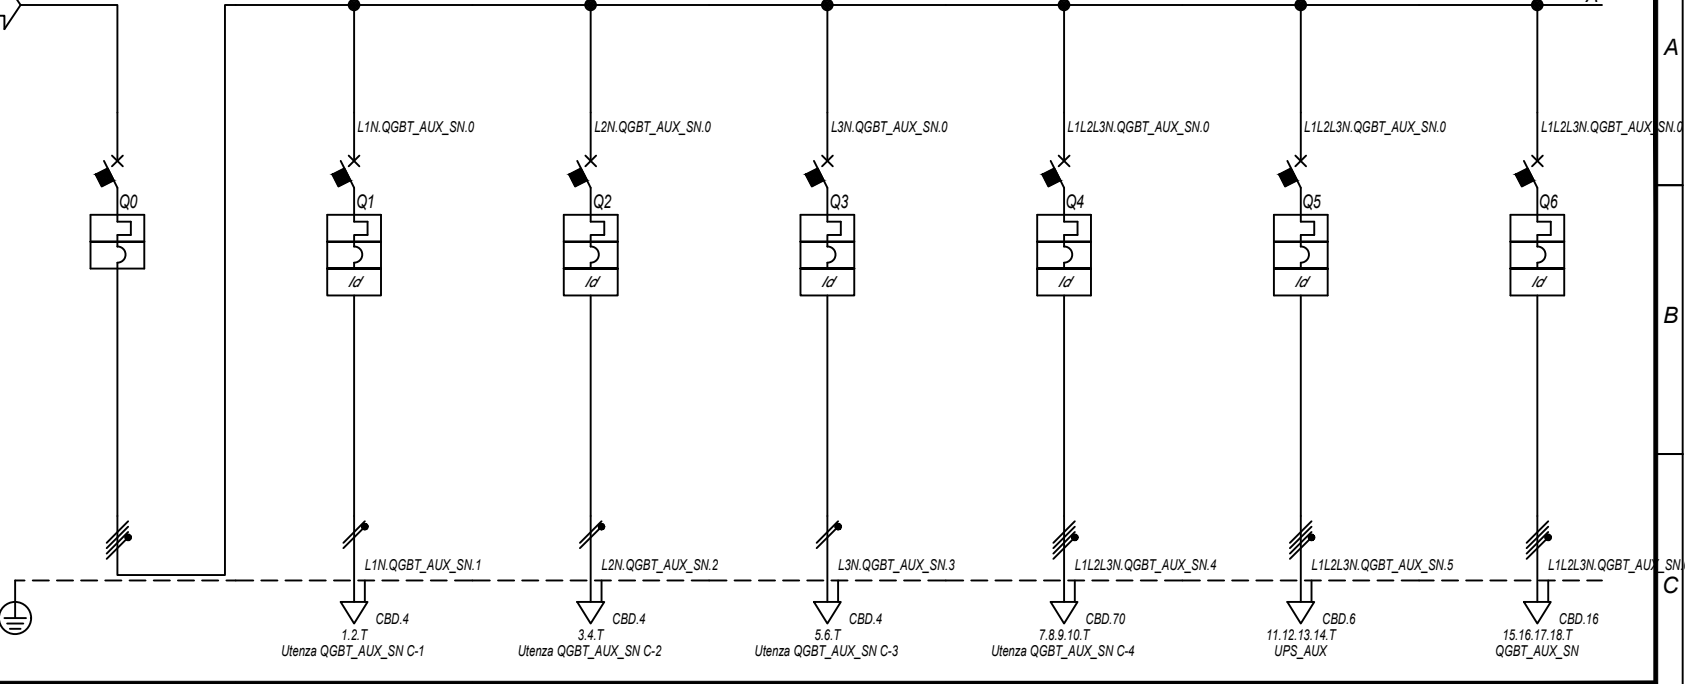 A
L1N.QGBT_AUX_SN.0
L2N.QGBT_AUX_SN.0
L3N.QGBT_AUX_SN.0
L1L2L3N.QGBT_AUX_SN.0
L1L2L3N.QGBT_AUX_SN.0
L1L2L3N.QGBT_AUX_SN.0
Q0
Q1
Q2
Q3
Q4
Q5
Q6
Id
Id
Id
Id
Id
Id
B
L1N.QGBT_AUX_SN.1
L2N.QGBT_AUX_SN.2
L3N.QGBT_AUX_SN.3
L1L2L3N.QGBT_AUX_SN.4
L1L2L3N.QGBT_AUX_SN.5
L1L2L3N.QGBT_AUX_SN.
C
CBD.4
CBD.4
CBD.4
CBD.70
CBD.6
CBD.16
1.2.T
3.4.T
5.6.T
7.8.9.10.T
11.12.13.14.T
15.16.17.18.T
Utenza QGBT_AUX_SN C-1
Utenza QGBT_AUX_SN C-2
Utenza QGBT_AUX_SN C-3
Utenza QGBT_AUX_SN C-4
UPS_AUX
QGBT_AUX_SN